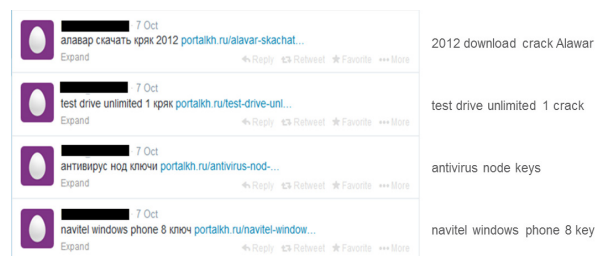 7 Oct
алавар скачать кряк 2012 portalkh.ru/alavar-skachat...
Expand
Reply Retweet Favorite More
2012 download crack Alawar
7 Oct
test drive unlimited 1 кряк portalkh.ru/test-drive-unl...
Expand
Reply Retweet Favorite More
test drive unlimited 1 crack
7 Oct
антивирус нод ключи portalkh.ru/antivirus-nod-...
Expand
Reply Retweet Favorite More
antivirus node keys
7 Oct
navitel windows phone 8 ключ portalkh.ru/navitel-window...
Expand
Reply Retweet Favorite More
navitel windows phone 8 key